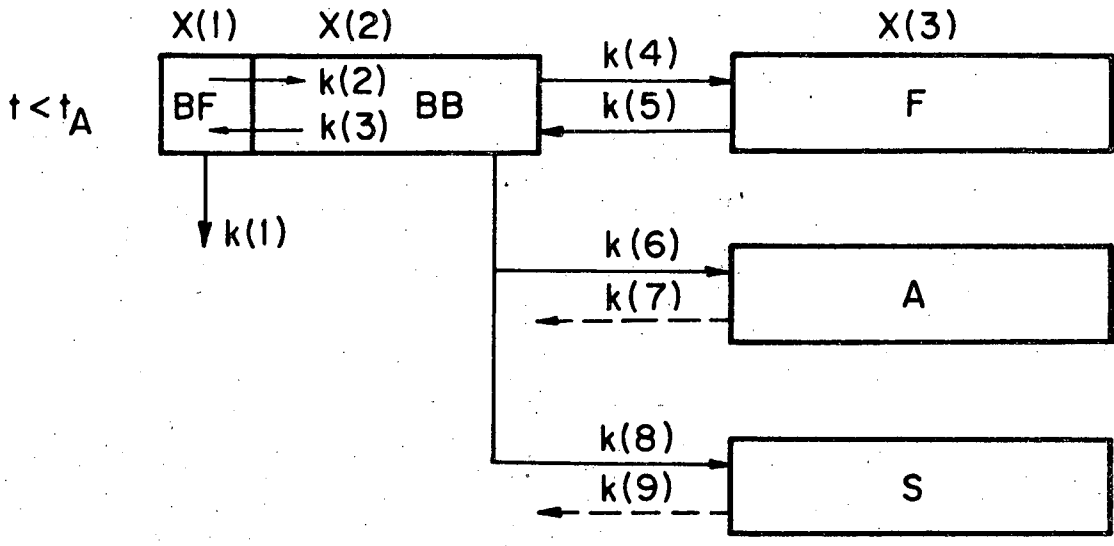 X(1) X(2) X(3)
k(4)
t < tA BF k(2) BB F
k(3) k(5)
k(1)
k(6)
A
k(7)
k(8)
S
k(9)